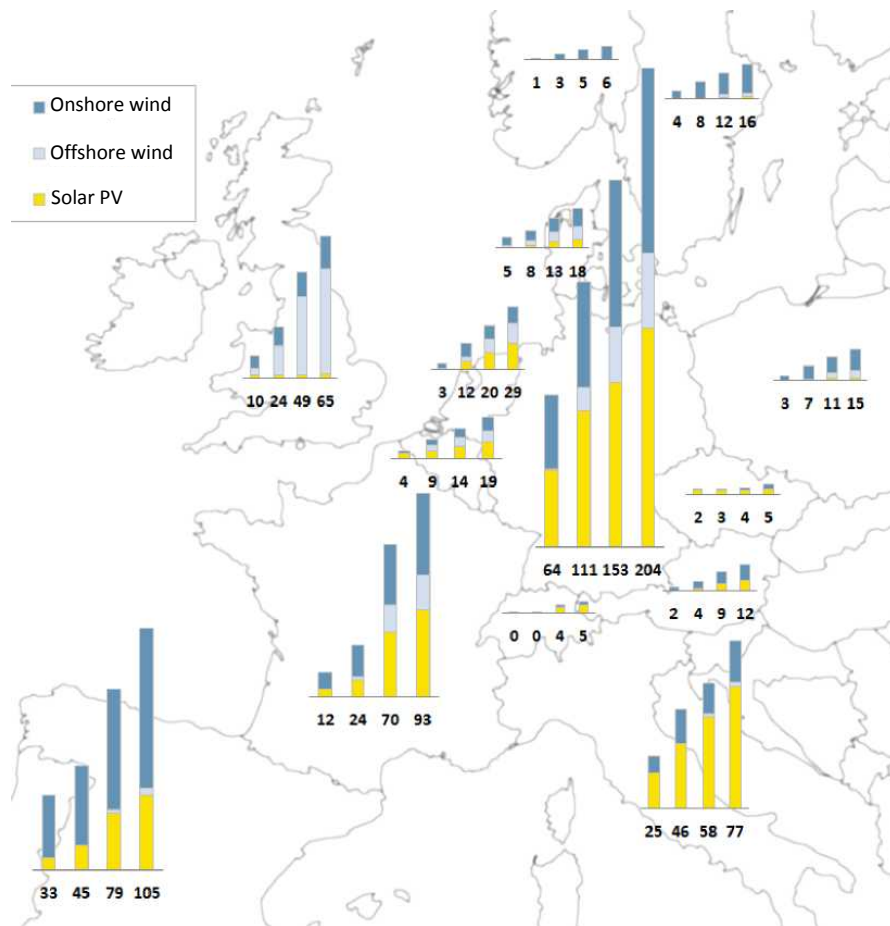 1 3 5 6
Onshore wind
Offshore wind
Solar PV
4 8 12 16
5 8 13 18
10 24 49 65
3 12 20 29
3 7 11 15
4 9 14 19
2 3 4 5
64 111 153 204
2 4 9 12
0 0 4 5
12 24 70 93
25 46 58 77
33 45 79 105